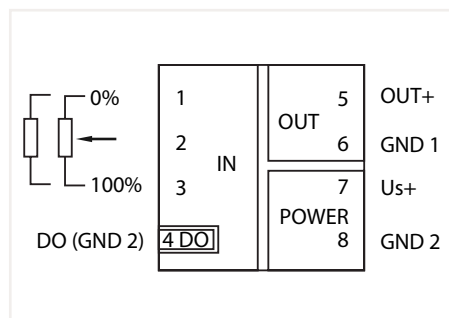 0%
100%
DO (GND 2)
1
2
3
4 DO
IN
OUT
5
6
POWER
7
8
OUT+
GND 1
Us+
GND 2